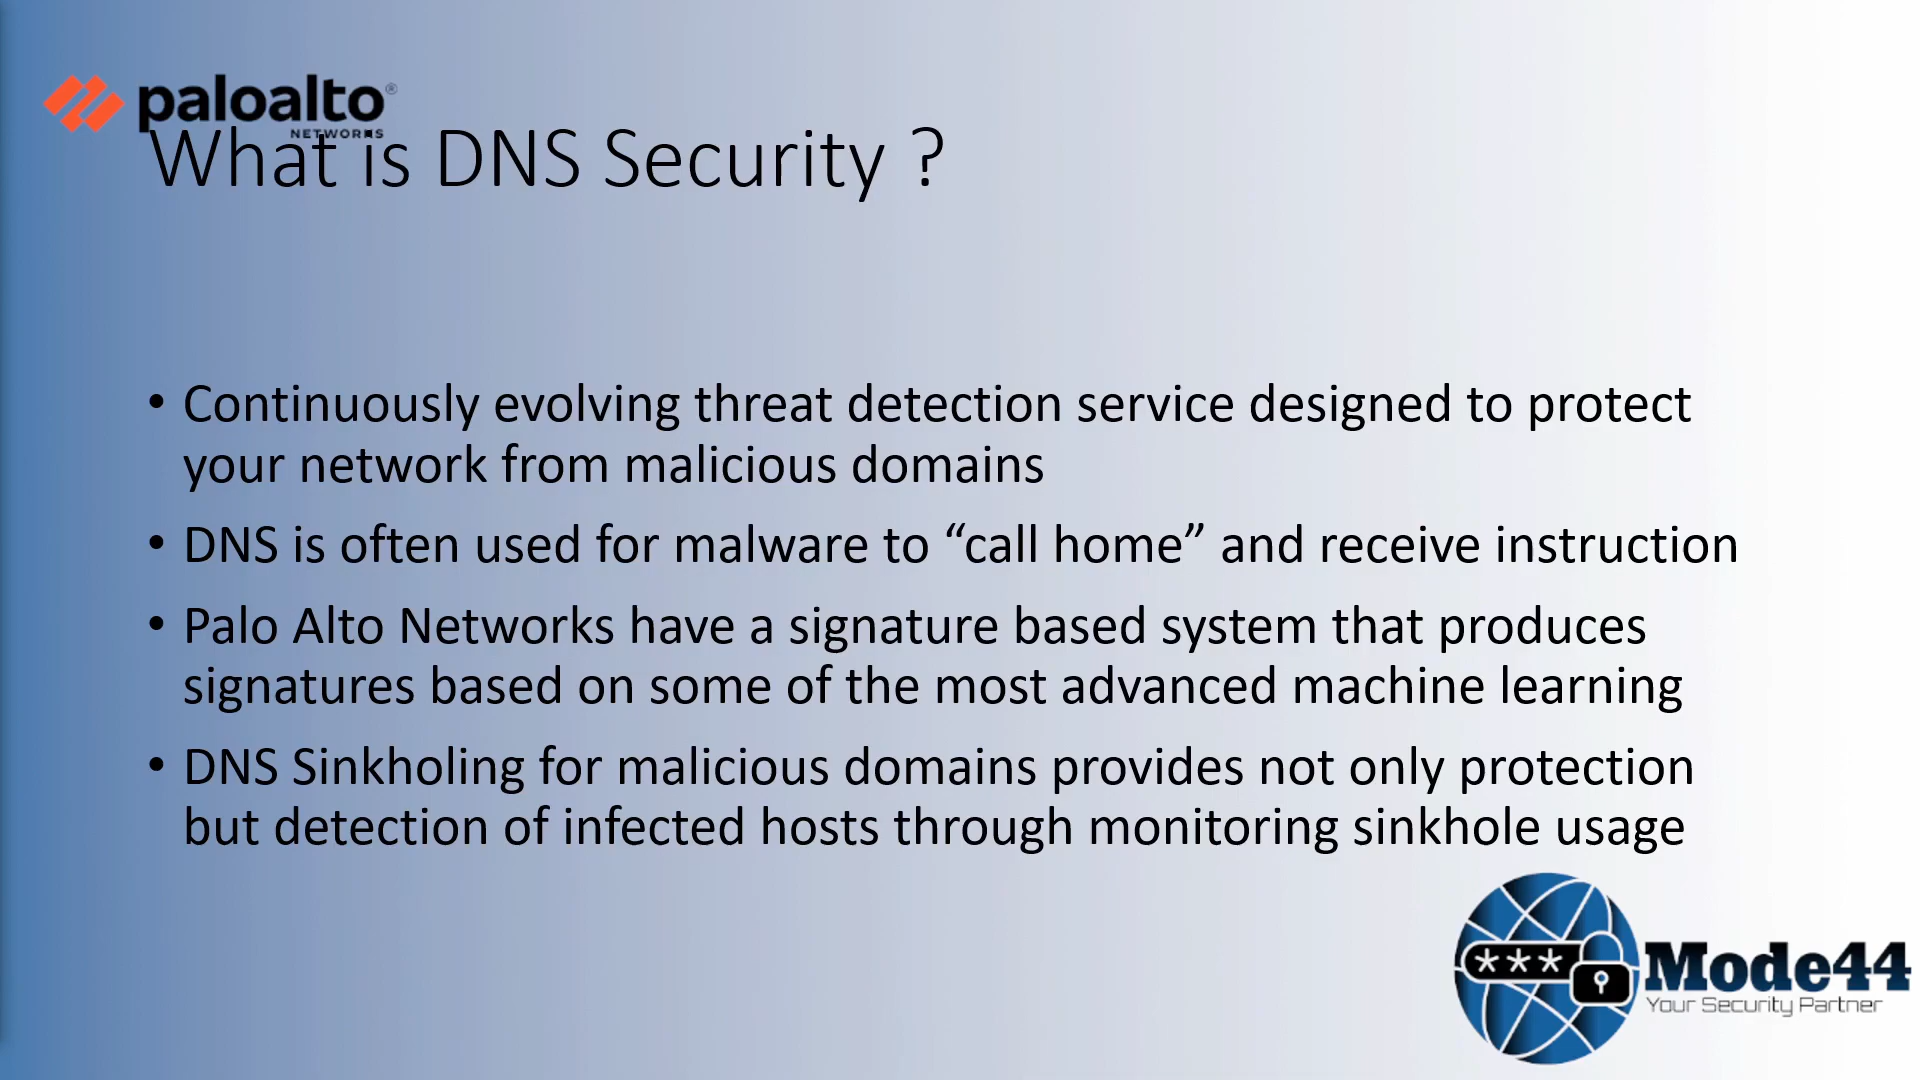 paloalto®
NETWORKS
What is DNS Security ?
• Continuously evolving threat detection service designed to protect
your network from malicious domains
• DNS is often used for malware to “call home” and receive instruction
• Palo Alto Networks have a signature based system that produces
signatures based on some of the most advanced machine learning
• DNS Sinkholing for malicious domains provides not only protection
but detection of infected hosts through monitoring sinkhole usage
***
Mode44
Your Security Partner